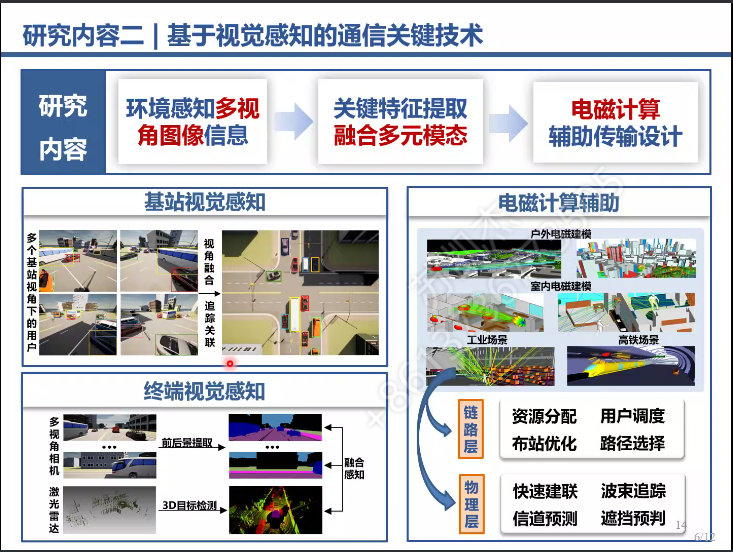 研究内容二 | 基于视觉感知的通信关键技术
研究
内容
环境感知多视
角图像信息
关键特征提取
融合多元模态
电磁计算
辅助传输设计
基站视觉感知
多个基站视角下的用户
视角融合
追踪关联
终端视觉感知
多视角相机
激光雷达
前后景提取
3D目标检测
融合
感知
电磁计算辅助
户外电磁建模
室内电磁建模
工业场景
高铁场景
链路层
资源分配 用户调度
布站优化 路径选择
物理层
快速建联 波束追踪
信道预测 遮挡预判
14
6/12